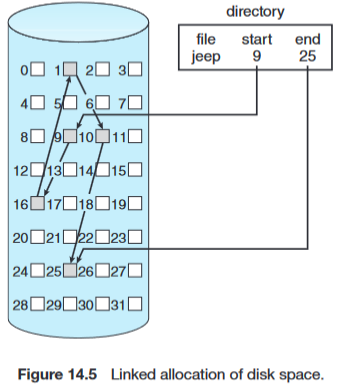 directory
file start end
jeep 9 25
0 1 2 3
4 5 6 7
8 9 10 11
12 13 14 15
16 17 18 19
20 21 22 23
24 25 26 27
28 29 30 31
Figure 14.5 Linked allocation of disk space.